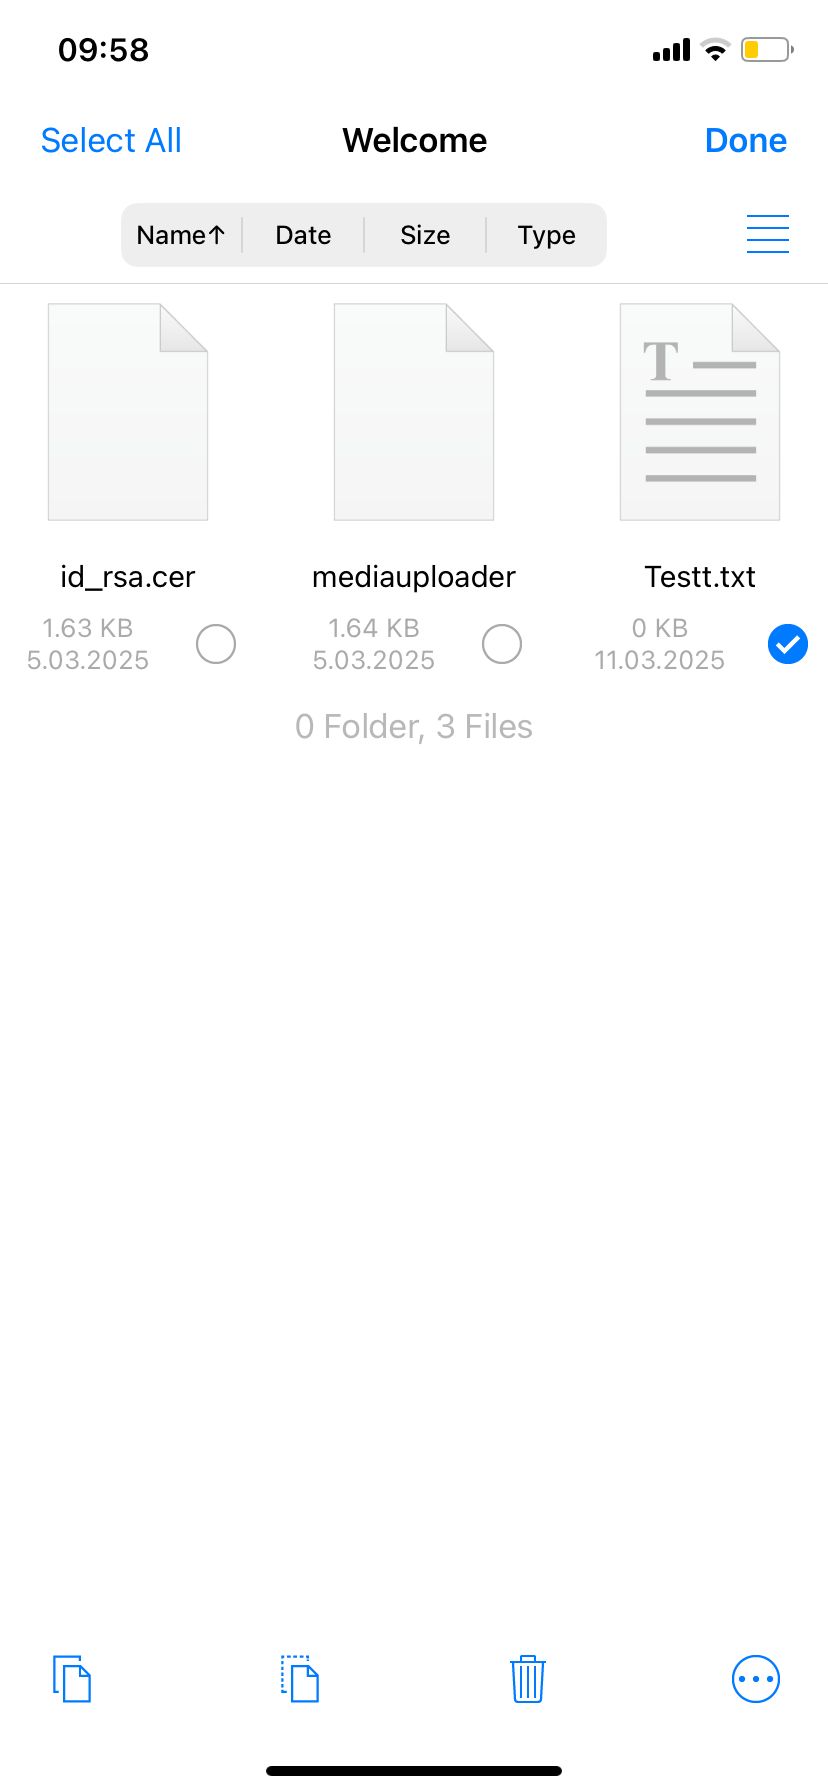 09:58
Select All
Welcome
Done
Name↑
Date
Size
Type
T
id_rsa.cer
1.63 KB
5.03.2025
mediauploader
1.64 KB
5.03.2025
Testt.txt
0 KB
11.03.2025
0 Folder, 3 Files